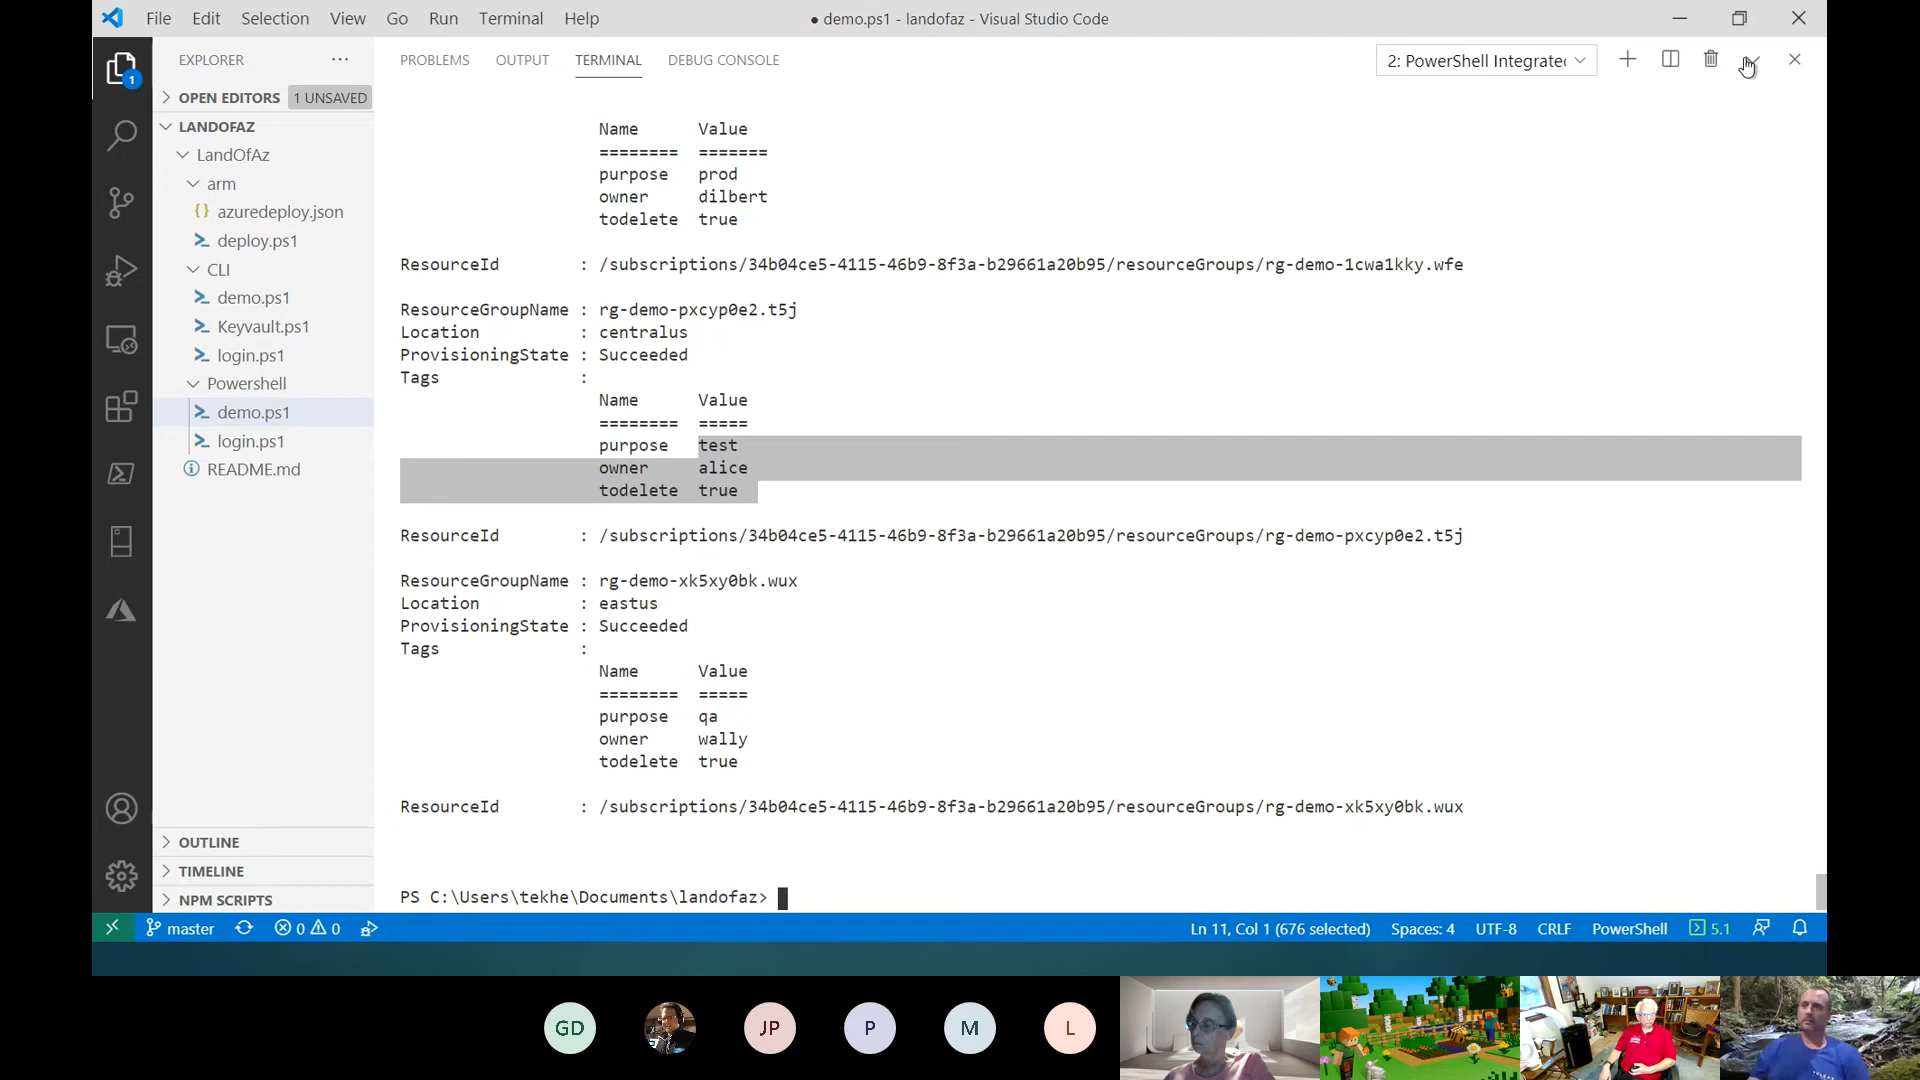 File Edit Selection View Go Run Terminal Help
● demo.ps1 - landofaz - Visual Studio Code
EXPLORER
1
OPEN EDITORS 1 UNSAVED
LANDOFAZ
LandOfAz
arm
azuredeploy.json
deploy.ps1
CLI
demo.ps1
Keyvault.ps1
login.ps1
Powershell
demo.ps1
login.ps1
README.md
OUTLINE
TIMELINE
NPM SCRIPTS
PROBLEMS OUTPUT TERMINAL DEBUG CONSOLE
2: PowerShell Integrate
Name Value
======== =======
purpose prod
owner dilbert
todelete true
ResourceId : /subscriptions/34b04ce5-4115-46b9-8f3a-b29661a20b95/resourceGroups/rg-demo-1cwa1kky.wfe
ResourceGroupName : rg-demo-pxcyp0e2.t5j
Location : centralus
ProvisioningState : Succeeded
Tags :
Name Value
======== =====
purpose test
owner alice
todelete true
ResourceId : /subscriptions/34b04ce5-4115-46b9-8f3a-b29661a20b95/resourceGroups/rg-demo-pxcyp0e2.t5j
ResourceGroupName : rg-demo-xk5xy0bk.wux
Location : eastus
ProvisioningState : Succeeded
Tags :
Name Value
======== =====
purpose qa
owner wally
todelete true
ResourceId : /subscriptions/34b04ce5-4115-46b9-8f3a-b29661a20b95/resourceGroups/rg-demo-xk5xy0bk.wux
PS C:\Users\tekhe\Documents\landofaz>
master 0 0
Ln 11, Col 1 (676 selected) Spaces: 4 UTF-8 CRLF PowerShell 5.1
GD JP P M L